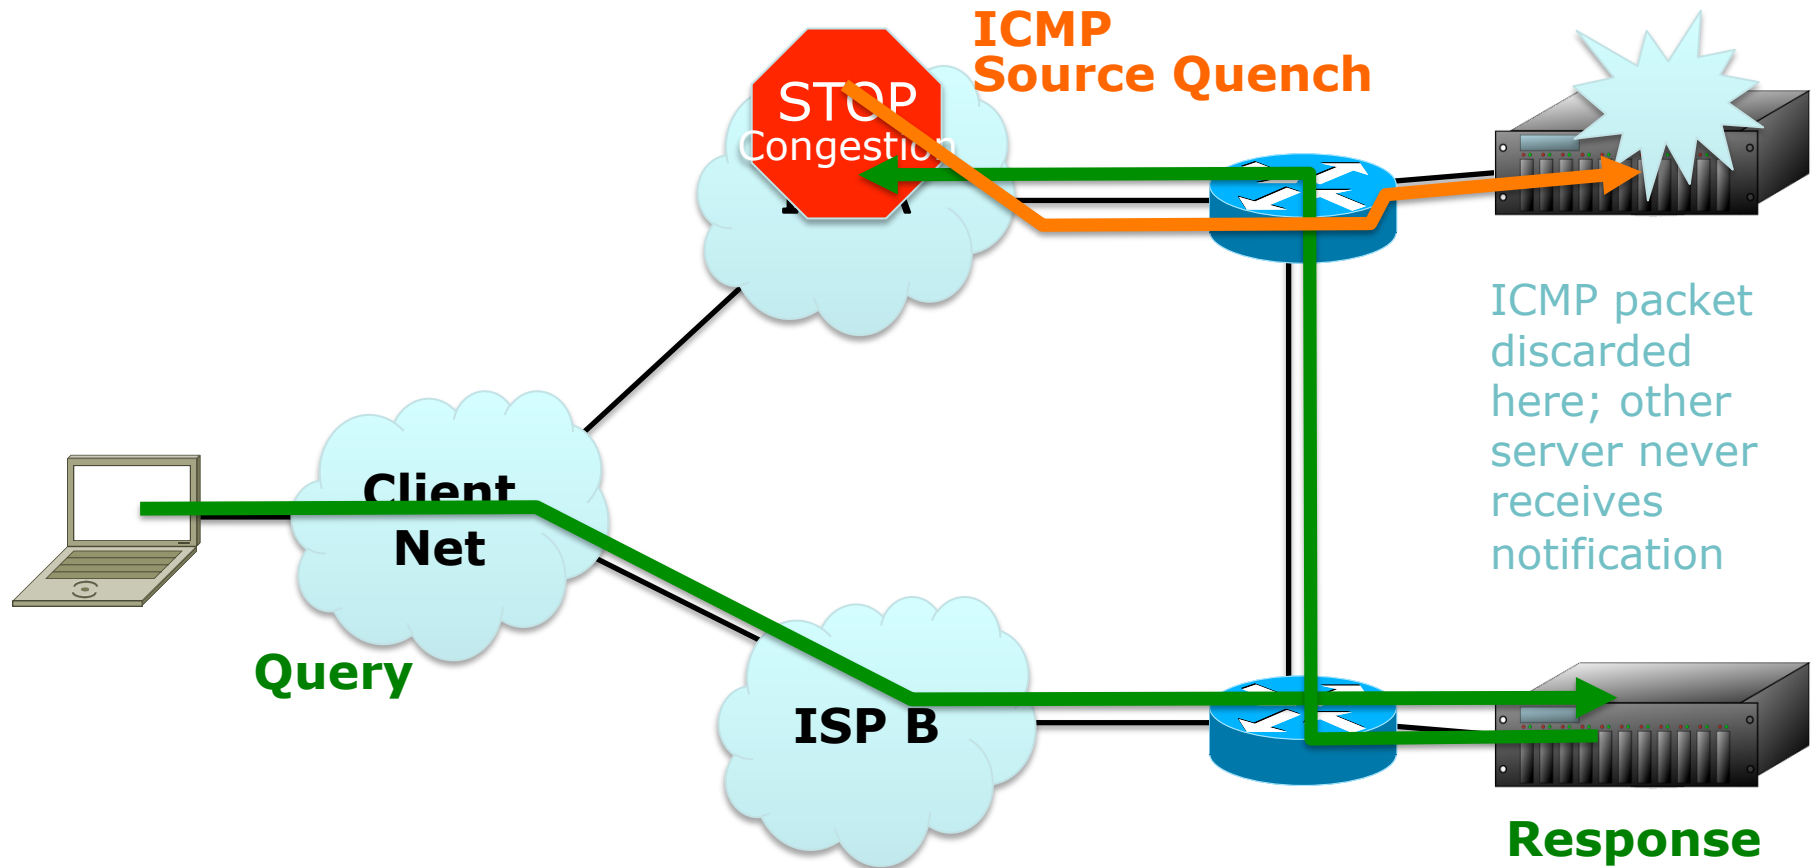 ICMP
Source Quench
STOP
Congestion
ICMP packet
discarded
here; other
server never
receives
notification
Client
Net
Query
ISP B
Response